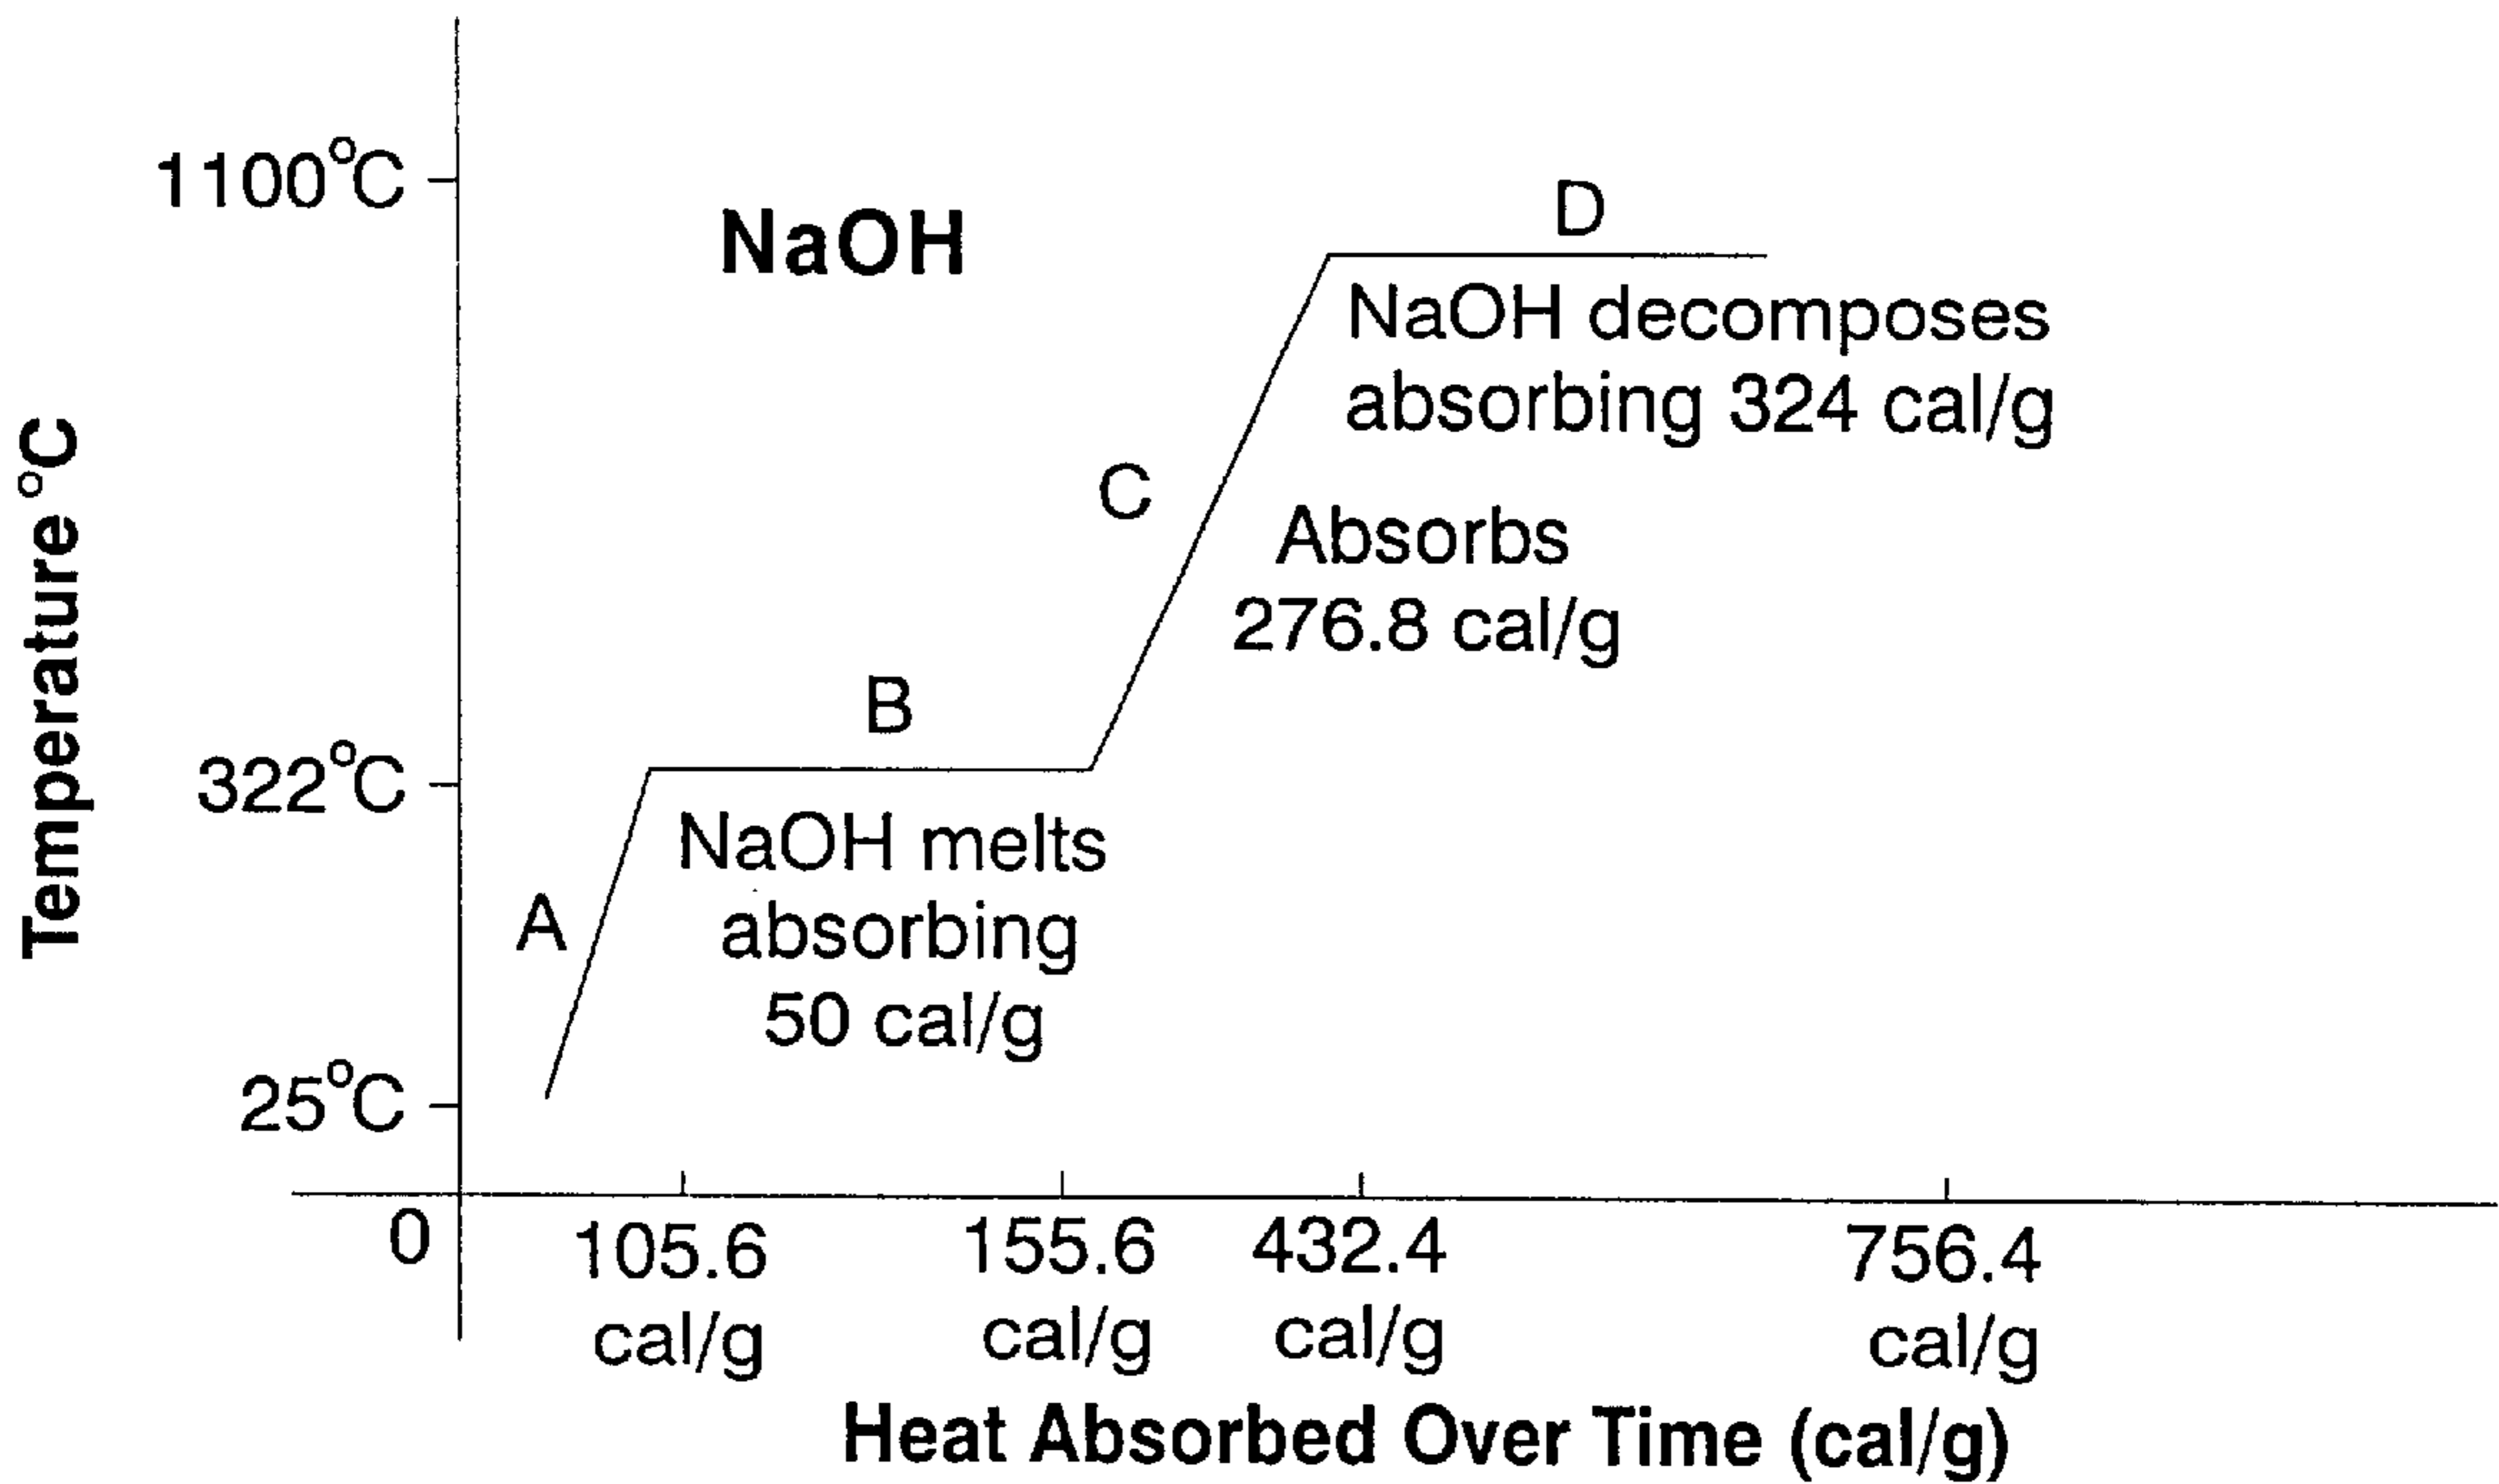 1100°C
NaOH
D
NaOH decomposes
absorbing 324 cal/g
C
Absorbs
276.8 cal/g
Temperature °C
B
322°C
NaOH melts
absorbing
50 cal/g
A
25°C
0
105.6
cal/g
155.6
cal/g
432.4
cal/g
756.4
cal/g
Heat Absorbed Over Time (cal/g)